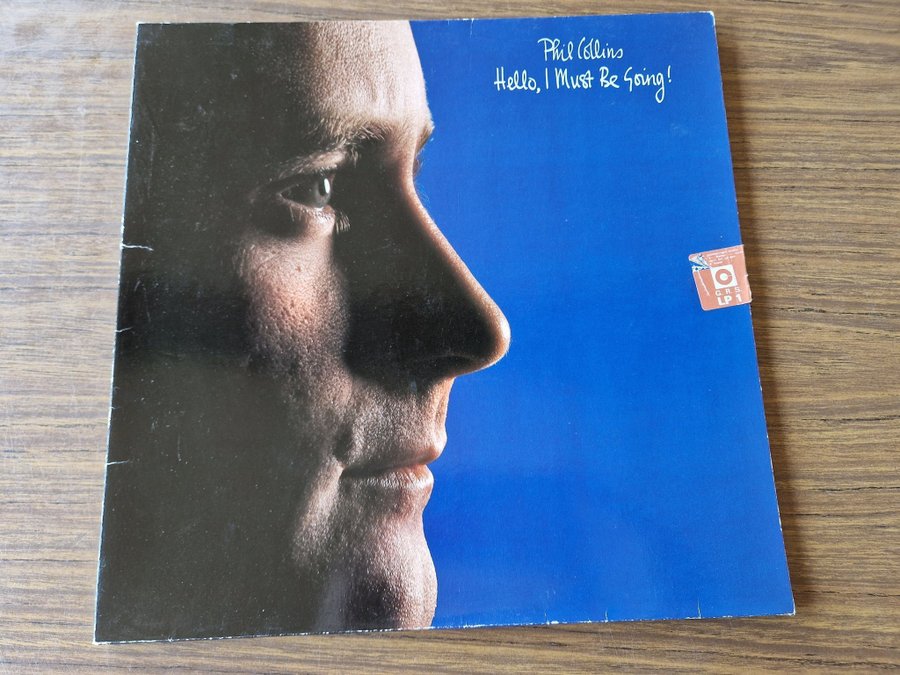 Phil Collins
Hello, I Must Be Going!
C
G.R.S.
LP 1